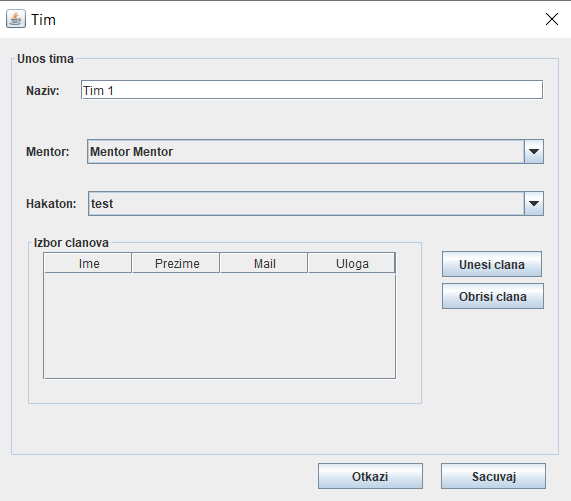 Tim
Unos tima
Naziv: Tim 1
Mentor: Mentor Mentor
Hakaton: test
Izbor clanova
Ime Prezime Mail Uloga
Unesi clana
Obrisi clana
Otkazi Sacuvaj